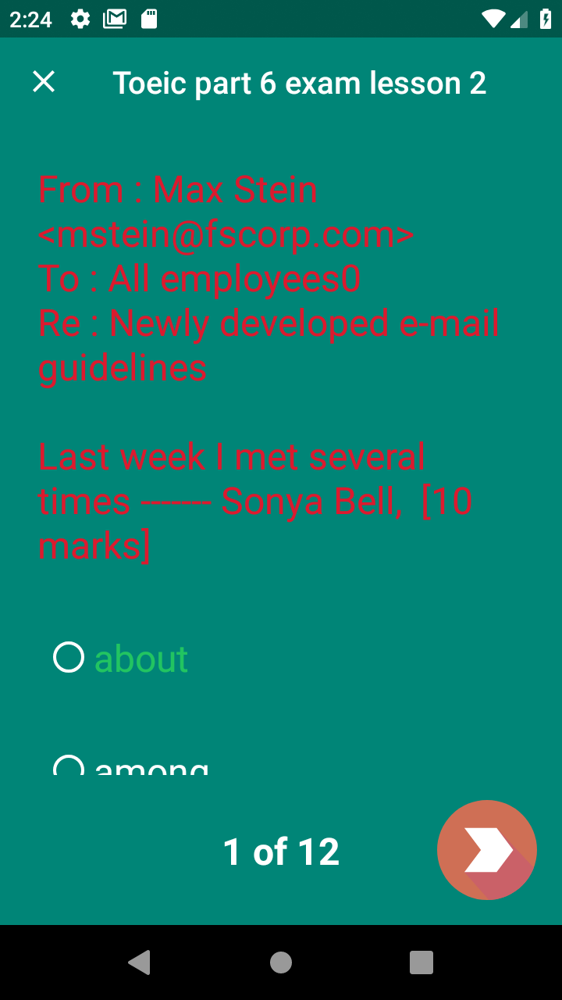 2:24
Toeic part 6 exam lesson 2
From : Max Stein
<mstein@fscorp.com>
To : All employees0
Re : Newly developed e-mail
guidelines
Last week I met several
times ------- Sonya Bell,  [10
marks]
about
among
1 of 12